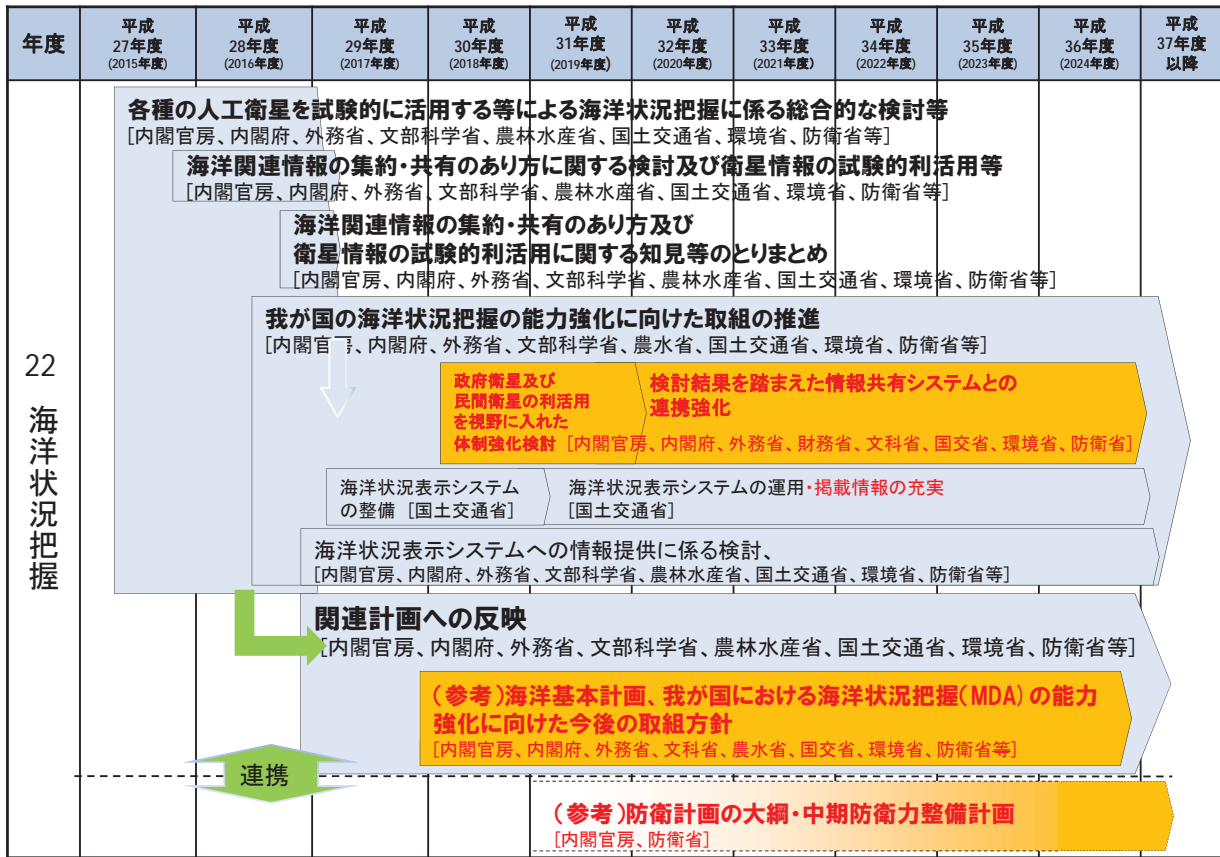 年度
平成
27年度
(2015年度)
平成
28年度
(2016年度)
平成
29年度
(2017年度)
平成
30年度
(2018年度)
平成
31年度
(2019年度)
平成
32年度
(2020年度)
平成
33年度
(2021年度)
平成
34年度
(2022年度)
平成
35年度
(2023年度)
平成
36年度
(2024年度)
平成
37年度
以降
22 海洋状況把握
各種の人工衛星を試験的に活用する等による海洋状況把握に係る総合的な検討等
[内閣官房、内閣府、外務省、文部科学省、農林水産省、国土交通省、環境省、防衛省等]
海洋関連情報の集約・共有のあり方に関する検討及び衛星情報の試験的利活用等
[内閣官房、内閣府、外務省、文部科学省、農林水産省、国土交通省、環境省、防衛省等]
海洋関連情報の集約・共有のあり方及び
衛星情報の試験的利活用に関する知見等のとりまとめ
[内閣官房、内閣府、外務省、文部科学省、農林水産省、国土交通省、環境省、防衛省等]
我が国の海洋状況把握の能力強化に向けた取組の推進
[内閣官房、内閣府、外務省、文部科学省、農水省、国土交通省、環境省、防衛省等]
政府衛星及び
民間衛星の利活用
を視野に入れた
体制強化検討
検討結果を踏まえた情報共有システムとの
連携強化
[内閣官房、内閣府、外務省、財務省、文科省、国交省、環境省、防衛省]
海洋状況表示システム
の整備 [国土交通省]
海洋状況表示システムの運用・掲載情報の充実
[国土交通省]
海洋状況表示システムへの情報提供に係る検討、
[内閣官房、内閣府、外務省、文部科学省、農林水産省、国土交通省、環境省、防衛省等]
関連計画への反映
[内閣官房、内閣府、外務省、文部科学省、農林水産省、国土交通省、環境省、防衛省等]
(参考)海洋基本計画、我が国における海洋状況把握(MDA)の能力
強化に向けた今後の取組方針
[内閣官房、内閣府、外務省、文科省、農水省、国交省、環境省、防衛省等]
連携
(参考)防衛計画の大綱・中期防衛力整備計画
[内閣官房、防衛省]